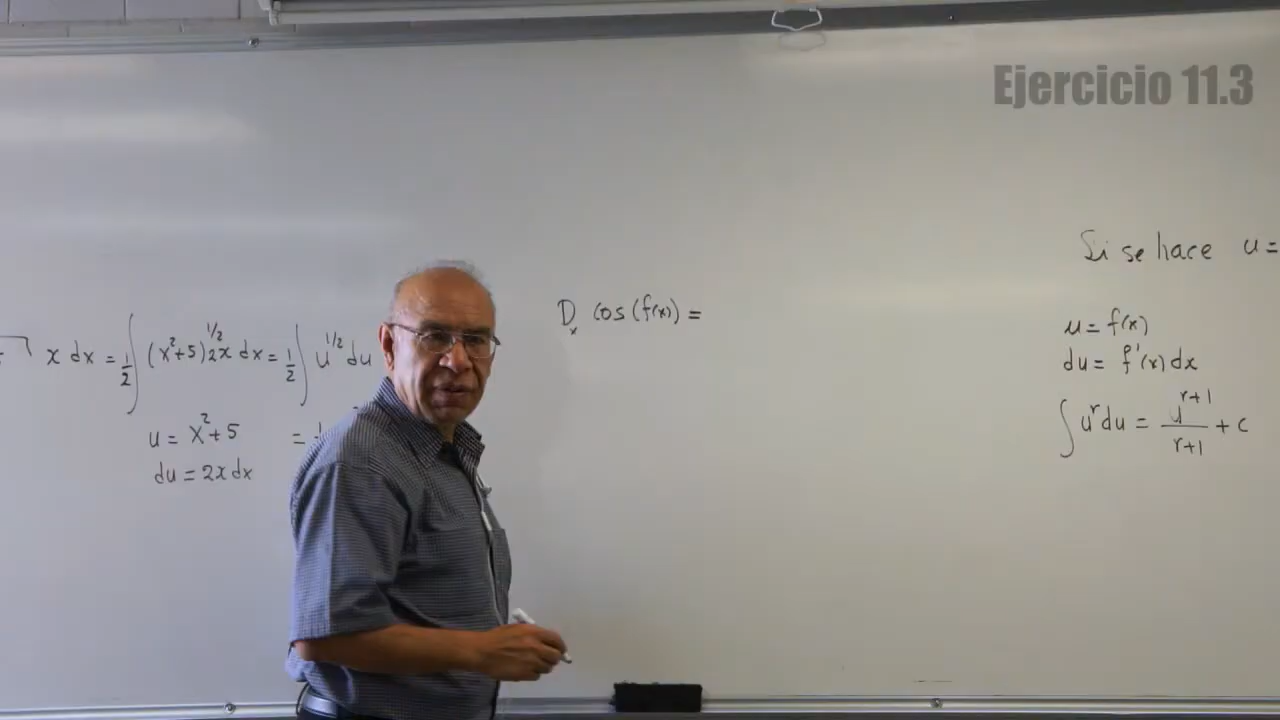 Ejercicio 11.3
Si se hace u =
D_x cos (f(x)) =
x dx = 1/2 ∫ (x²+5)^{1/2} 2x dx = 1/2 ∫ u^{1/2} du
u = x²+5 =
du = 2x dx
u = f(x)
du = f'(x) dx
∫ u^r du = u^{r+1}/r+1 + c